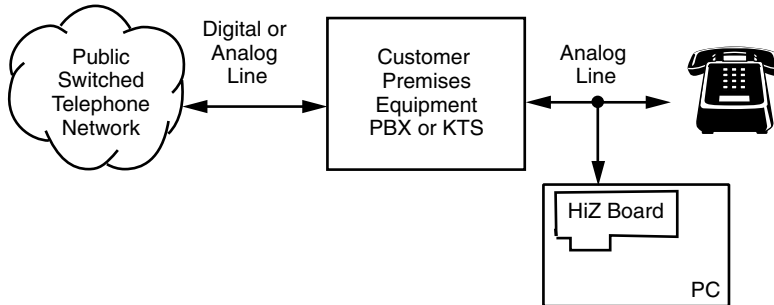 Public
Switched
Telephone
Network
Digital or
Analog
Line
Customer
Premises
Equipment
PBX or KTS
Analog
Line
HiZ Board
PC